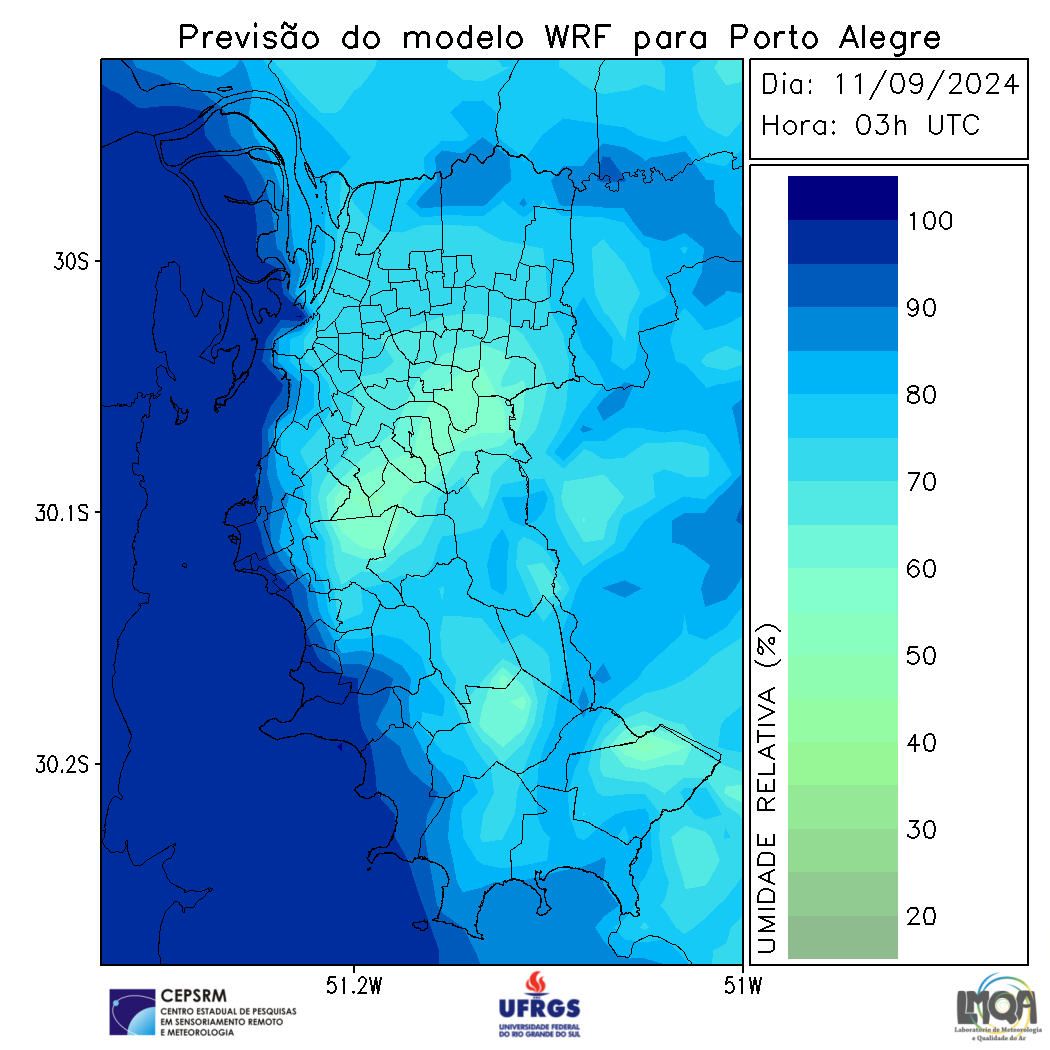 Previsão do modelo WRF para Porto Alegre
Dia: 11/09/2024
Hora: 03h UTC
30S
30.1S
30.2S
51.2W
51W
UMIDADE RELATIVA (%)
100
90
80
70
60
50
40
30
20
CEPSRM
CENTRO ESTADUAL DE PESQUISAS
EM SENSORIAMENTO REMOTO
E METEOROLOGIA
UFRGS
UNIVERSIDADE FEDERAL
DO RIO GRANDE DO SUL
LMQA
Laboratório de Meteorologia
e Qualidade do Ar